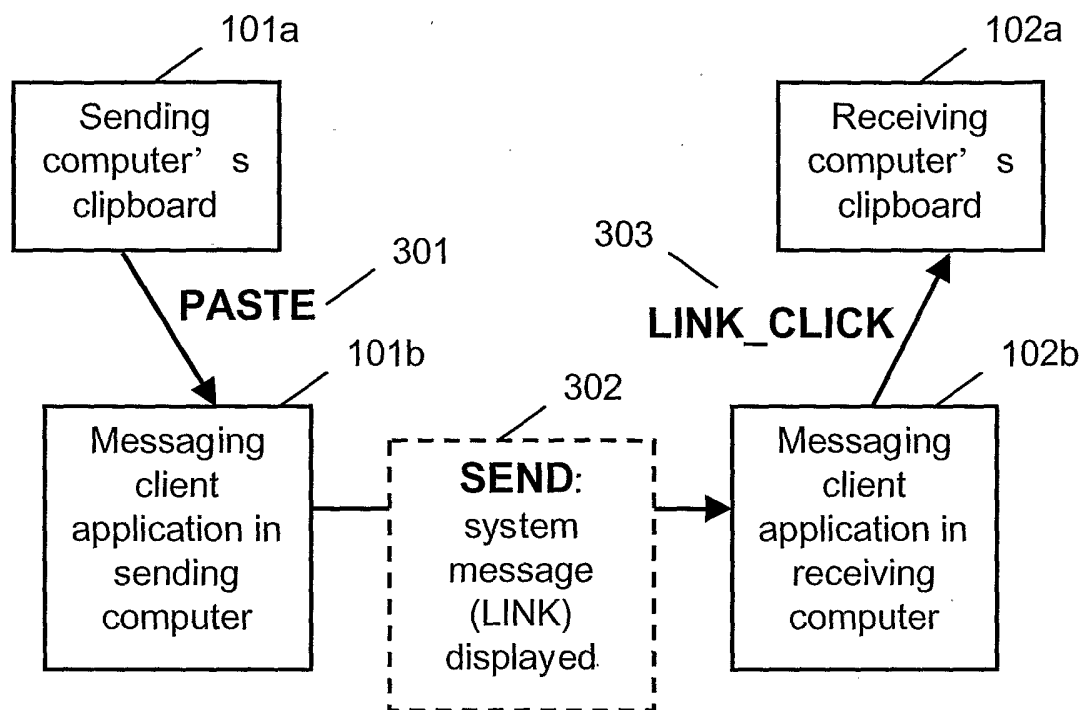 101a
102a
Sending
computer’ s
clipboard
Receiving
computer’ s
clipboard
301
303
PASTE
LINK_CLICK
101b
302
102b
Messaging
client
application in
sending
computer
SEND:
system
message
(LINK)
displayed
Messaging
client
application in
receiving
computer